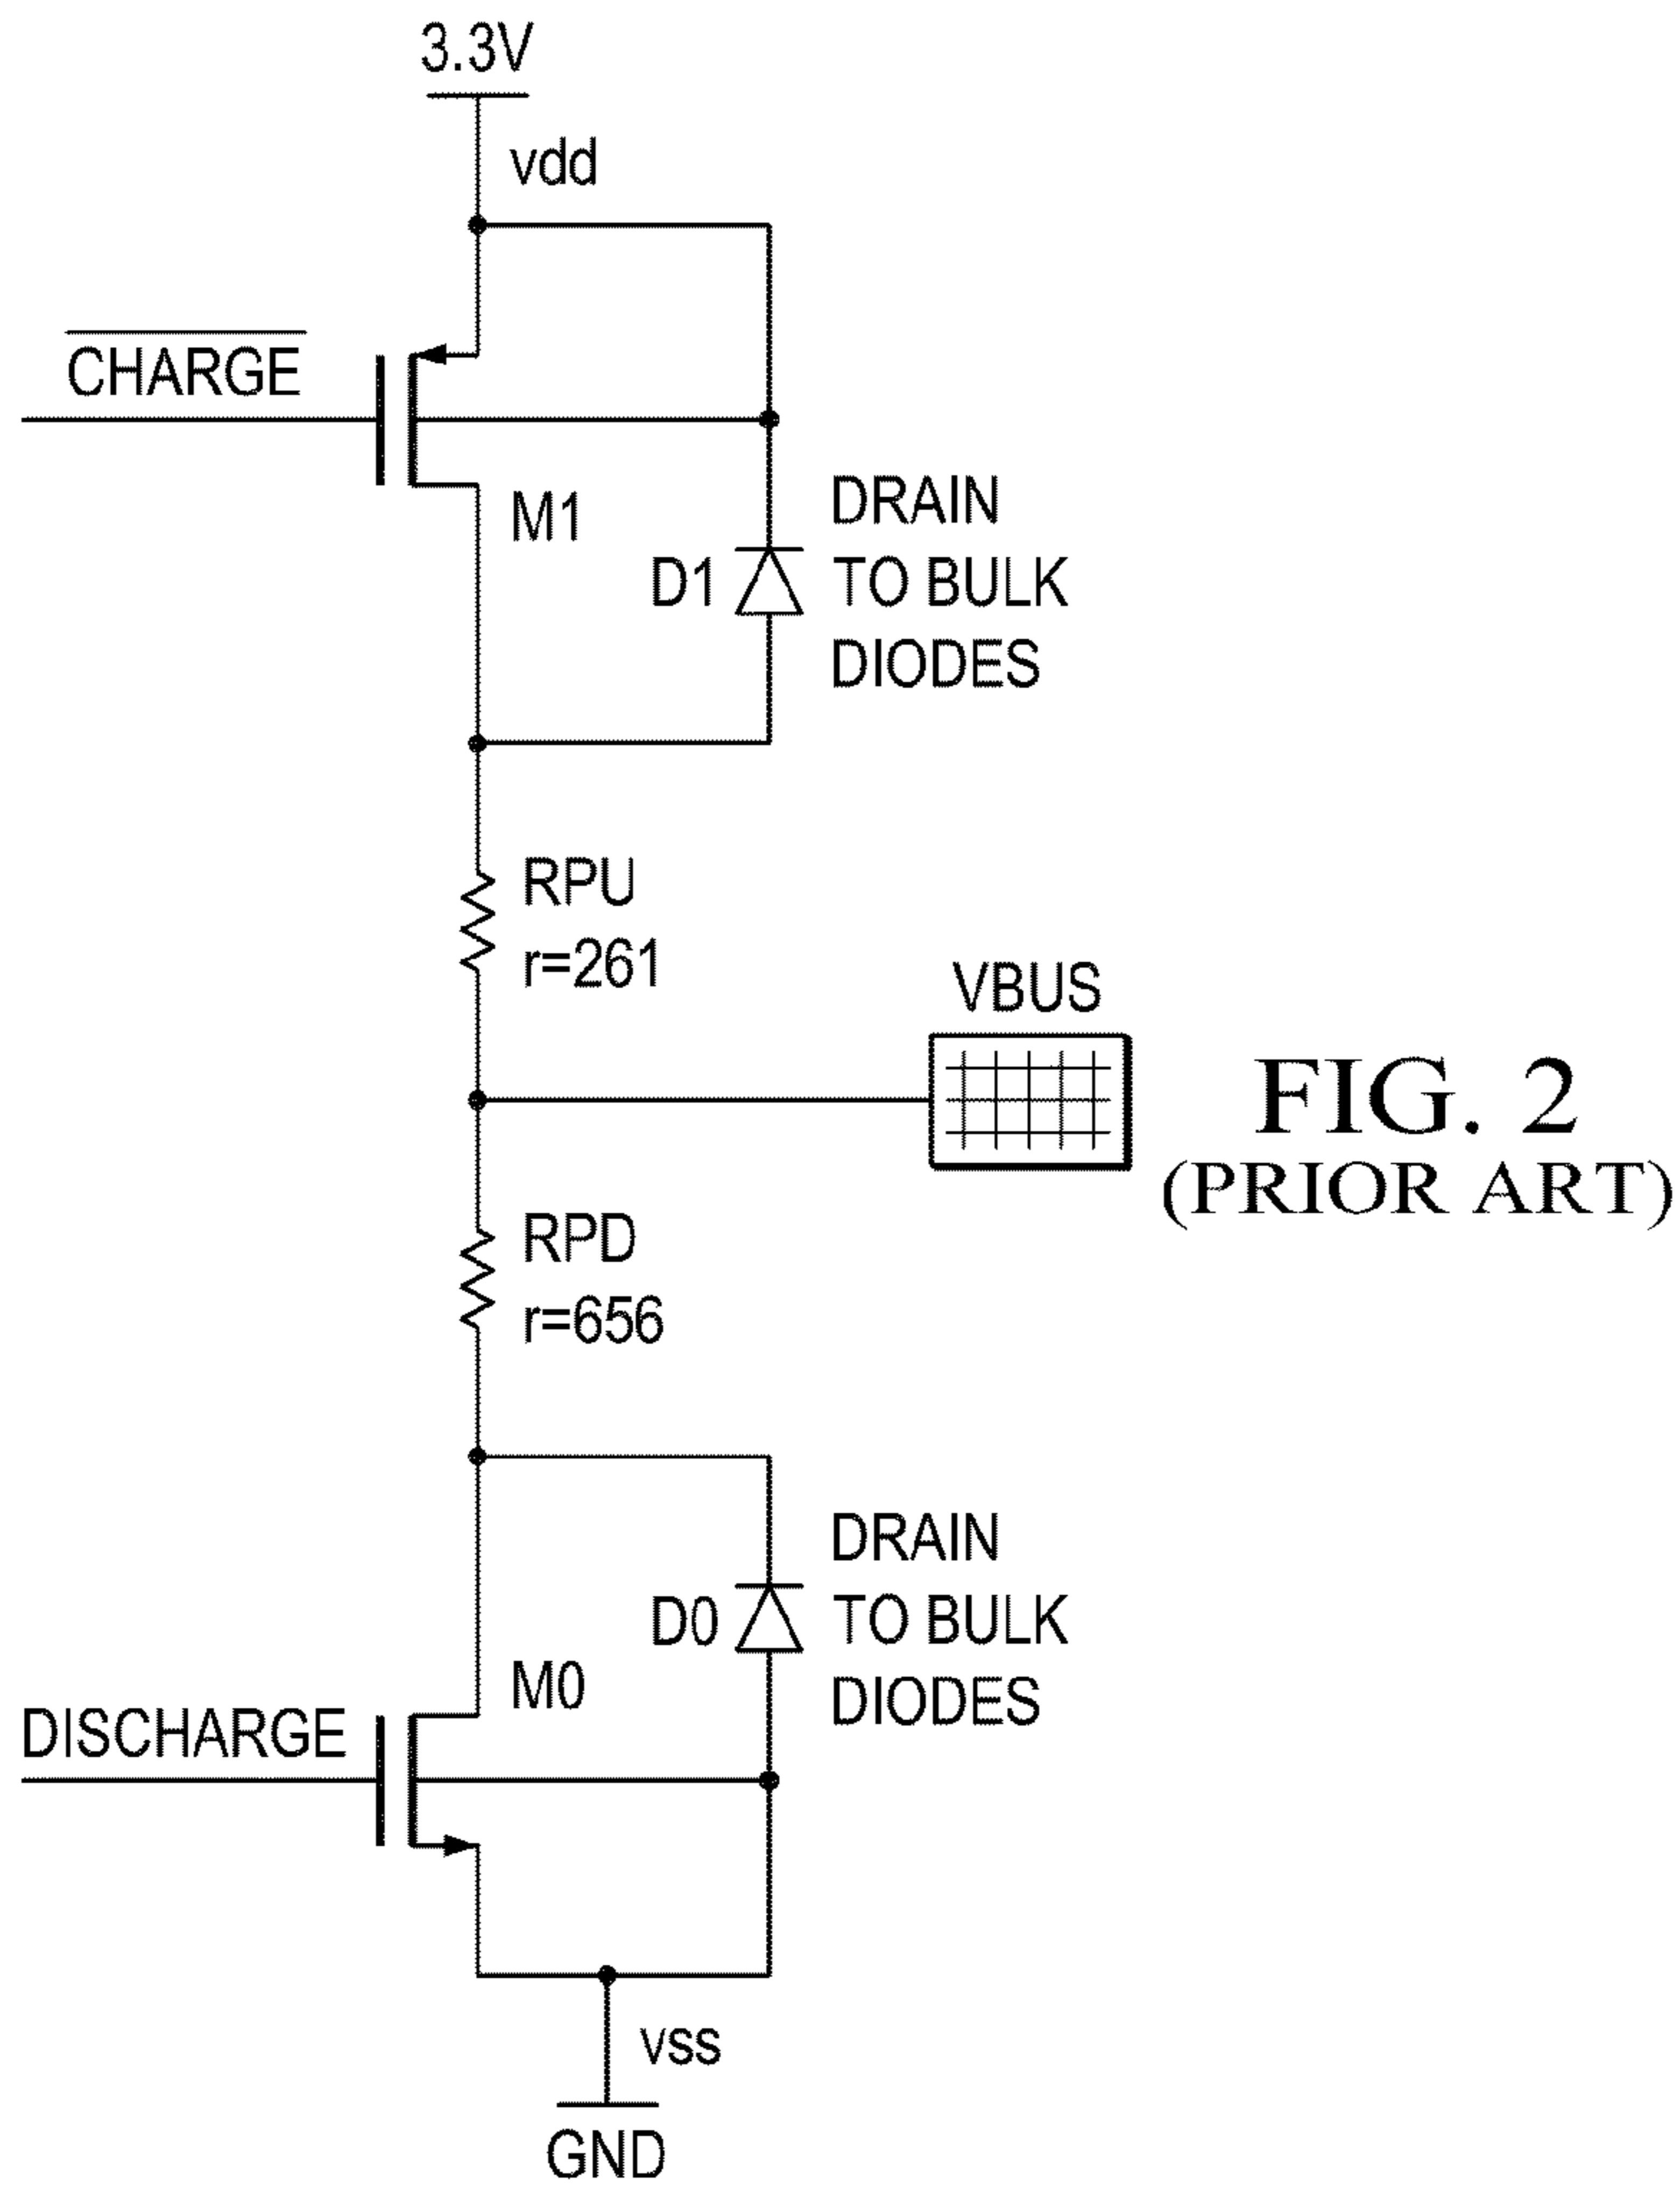 3.3V
vdd
CHARGE
M1
D1
DRAIN
TO BULK
DIODES
RPU
r=261
VBUS
FIG. 2
(PRIOR ART)
RPD
r=656
DRAIN
TO BULK
DIODES
D0
M0
DISCHARGE
vss
GND